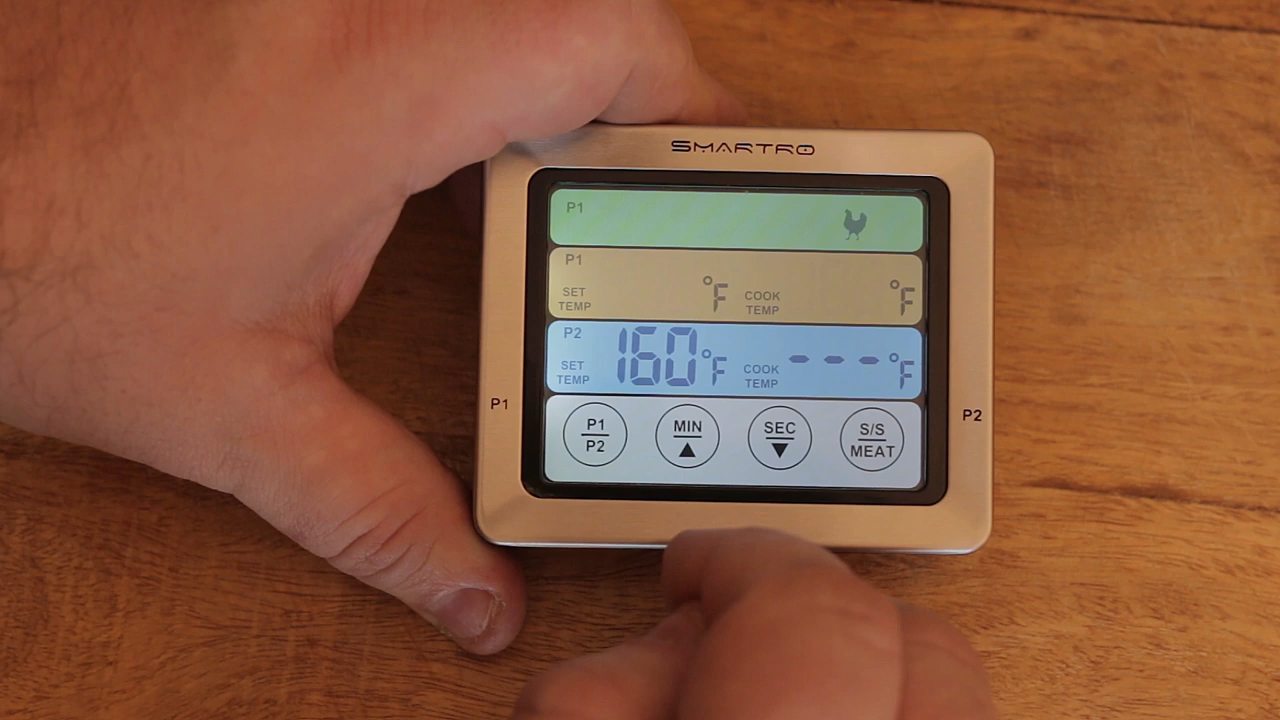 SMARTRO
P1
P1
SET TEMP °F COOK TEMP °F
P2
SET TEMP 160°F COOK TEMP - - - °F
P1 P2
P1 P2 MIN SEC S/S MEAT